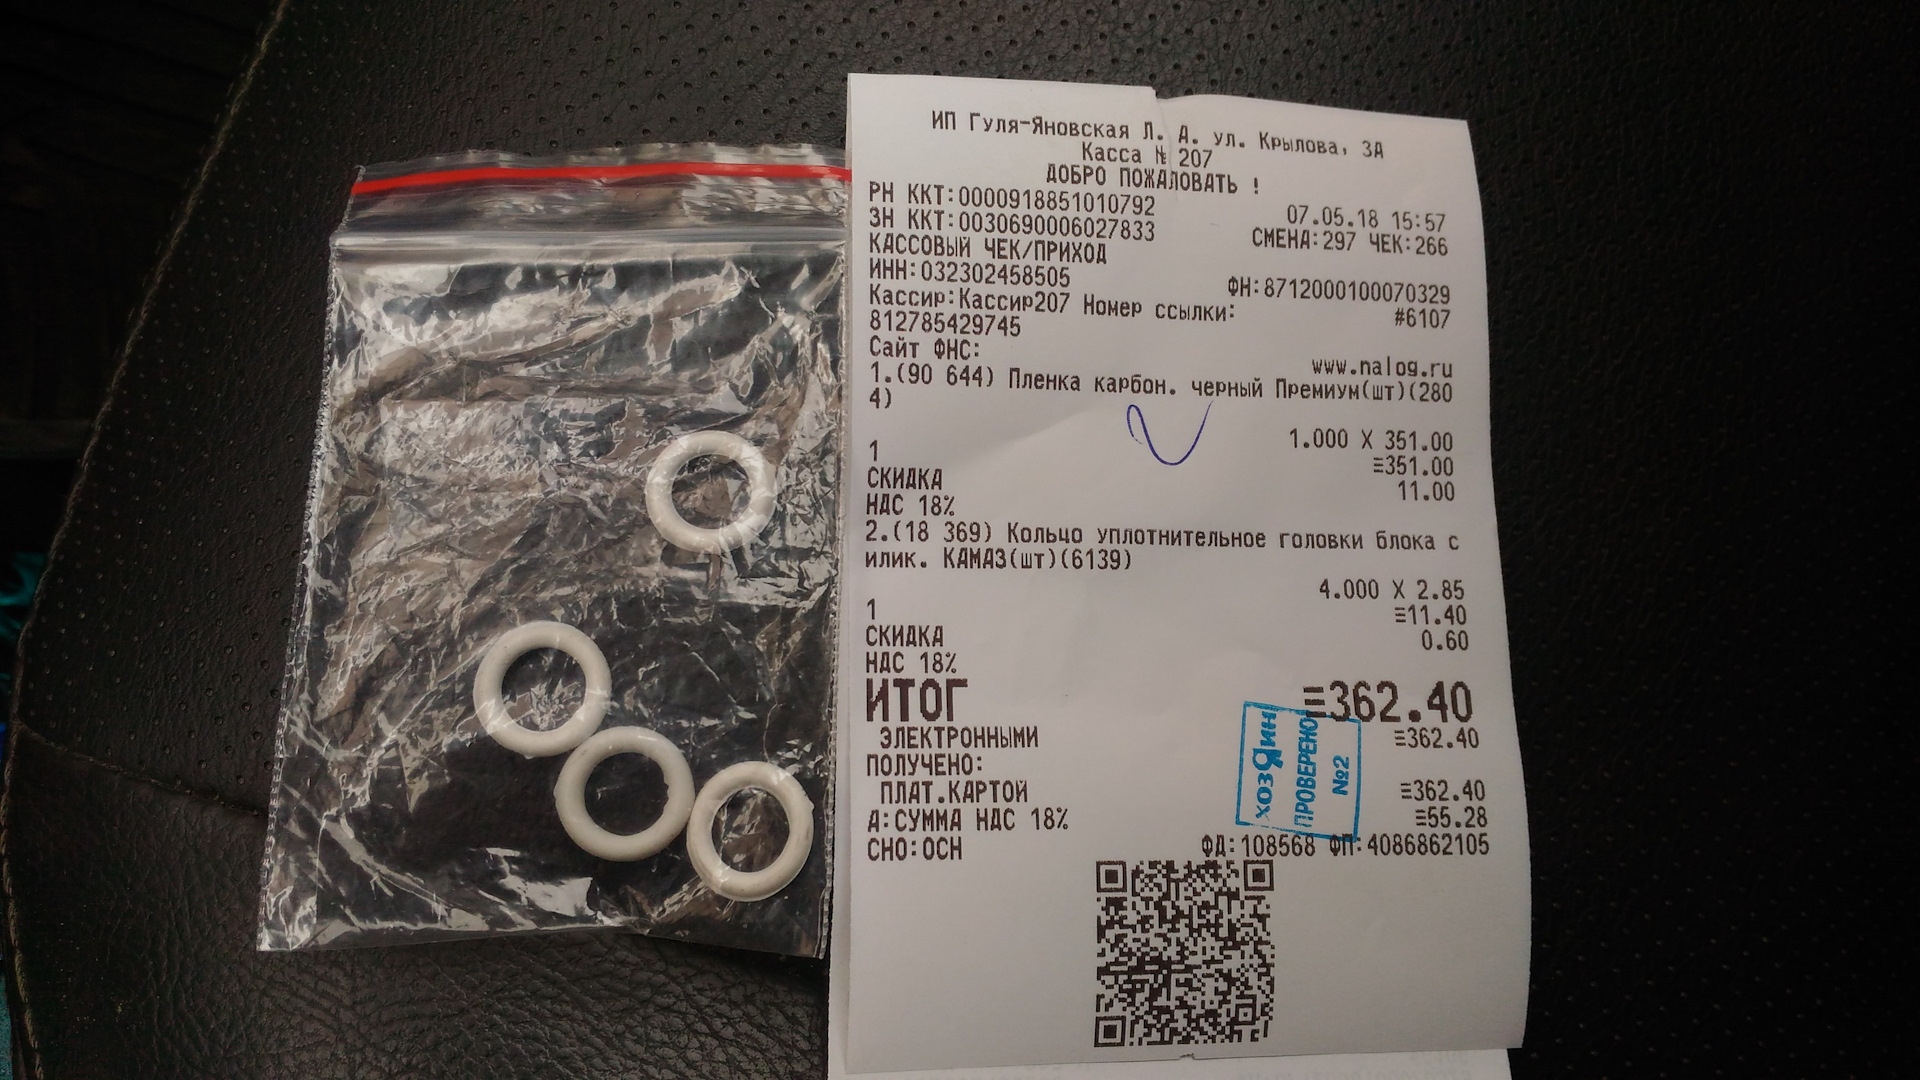 ИП Гуля-Яновская Л. А. ул. Крылова, 3А
Касса № 207
ДОБРО ПОЖАЛОВАТЬ !
РН ККТ:0000918851010792 07.05.18 15:57
ЗН ККТ:0030690006027833 СМЕНА:297 ЧЕК:266
КАССОВЫЙ ЧЕК/ПРИХОД
ИНН:032302458505 ФН:8712000100070329
Кассир:Кассир207 Номер ссылки: #6107
812785429745
Сайт ФНС: www.nalog.ru
1.(90 644) Пленка карбон. черный Премиум(шт)(280
4)
1.000 X 351.00
1 ≡351.00
СКИДКА 11.00
НДС 18%
2.(18 369) Кольцо уплотнительное головки блока с
илик. КАМАЗ(шт)(6139)
4.000 X 2.85
1 ≡11.40
СКИДКА 0.60
НДС 18%
ИТОГ ≡362.40
ЭЛЕКТРОННЫМИ ≡362.40
ПОЛУЧЕНО:
ПЛАТ.КАРТОЙ ≡362.40
А:СУММА НДС 18% ≡55.28
СНО:ОСН ФД:108568 ФП:4086862105
хозЯин
ПРОВЕРЕНО
№2